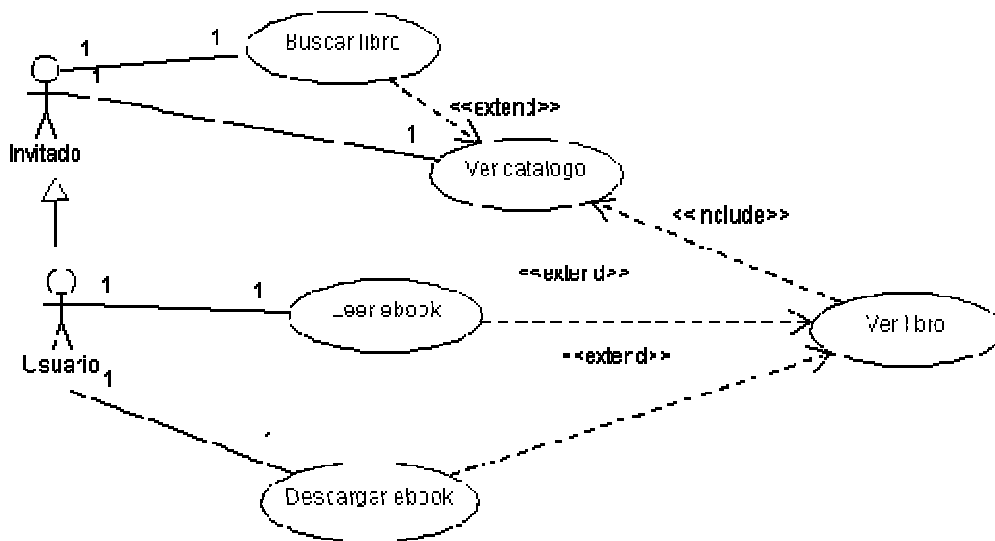 1
1
Buscar libro
1
<<extend>>
1
Invitado
Ver catalogo
<<include>>
<<extend>>
1
1
Leer ebook
Ver libro
<<extend>>
Usuario
1
Descargar ebook